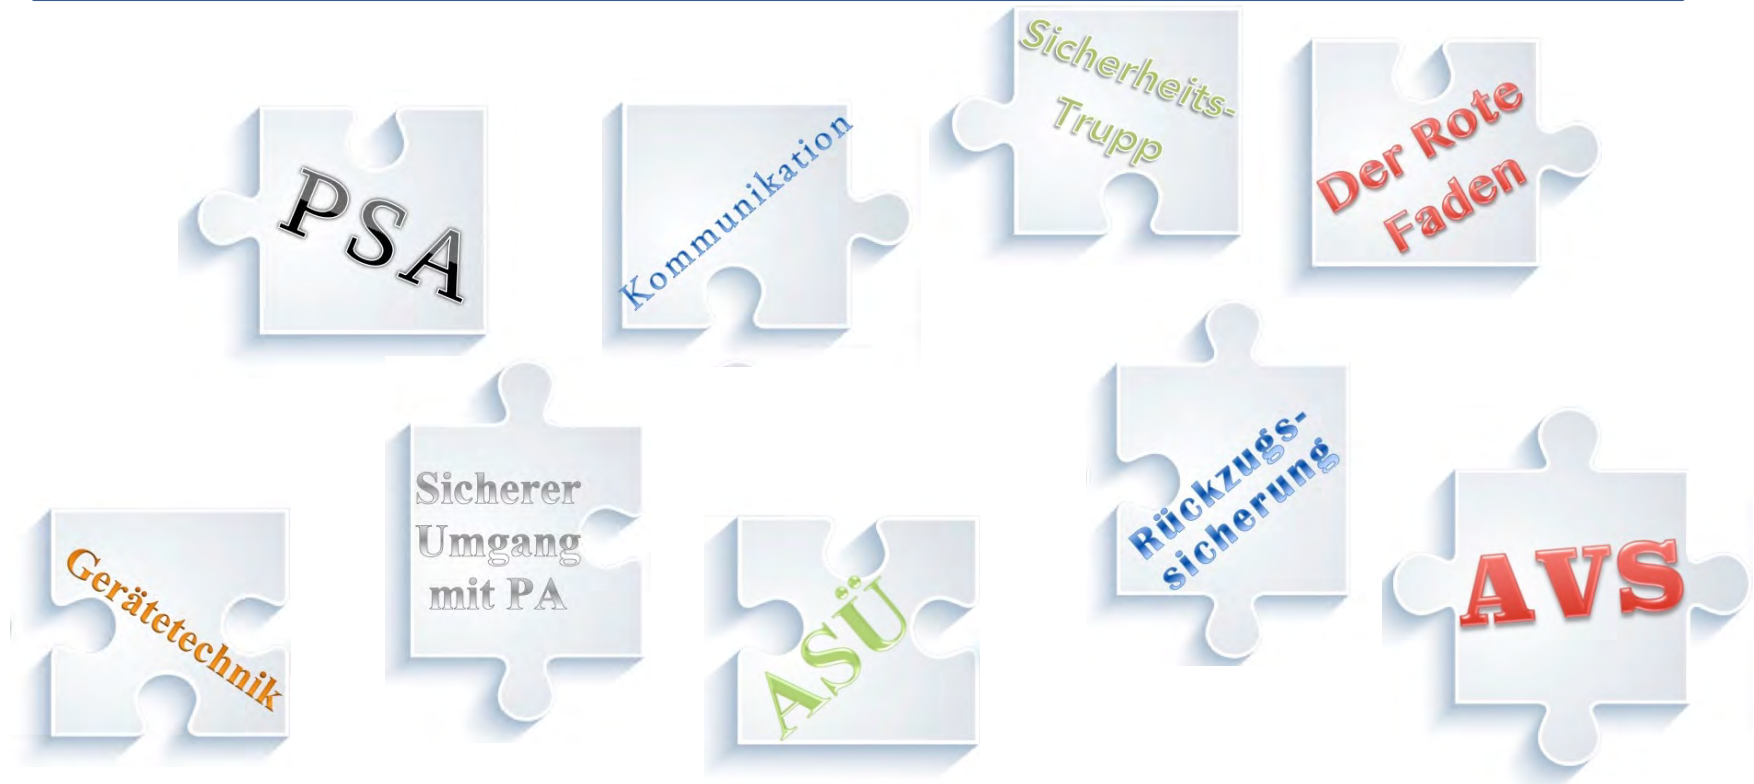 PSA
Kommunikation
Sicherheits-
Trupp
Der Rote
Faden
Gerätetechnik
Sicherer
Umgang
mit PA
ASÜ
Rückzugs-
sicherung
AVS